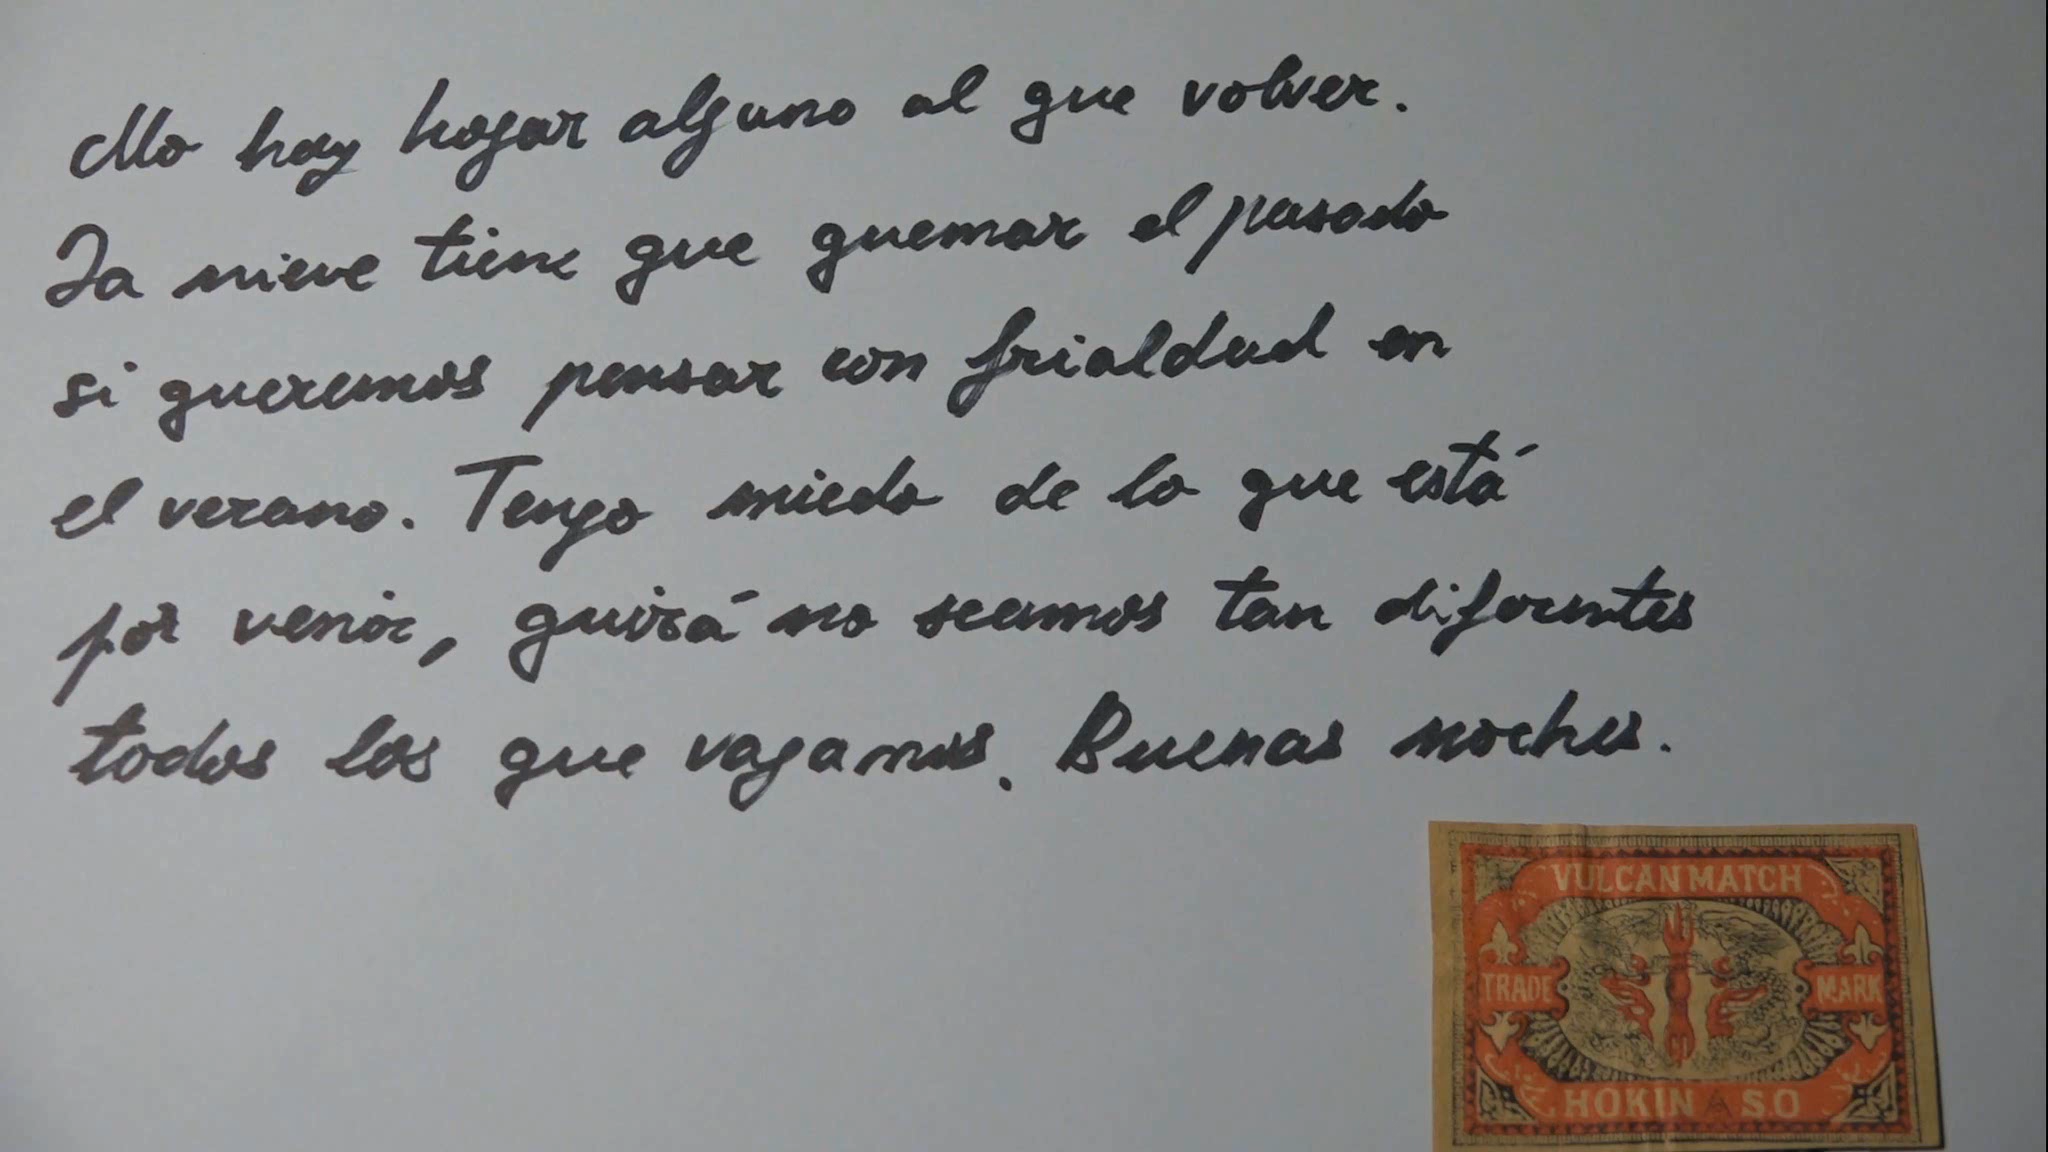 No hay hogar alguno al que volver.
La nieve tiene que quemar el pasado
si queremos pensar con frialdad en
el verano. Tengo miedo de lo que está
por venir, quizá no seamos tan diferentes
todos los que vagamos. Buenas noches.
VULCAN MATCH
TRADE MARK
HOKIN S.O